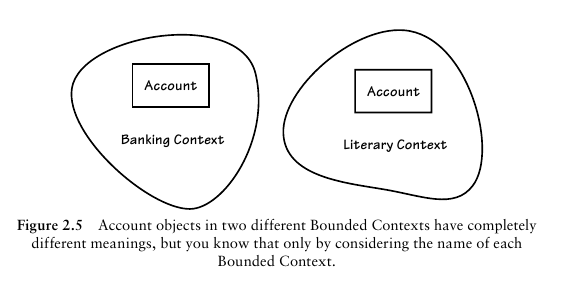 Account
Banking Context
Account
Literary Context
Figure 2.5 Account objects in two different Bounded Contexts have completely
different meanings, but you know that only by considering the name of each
Bounded Context.